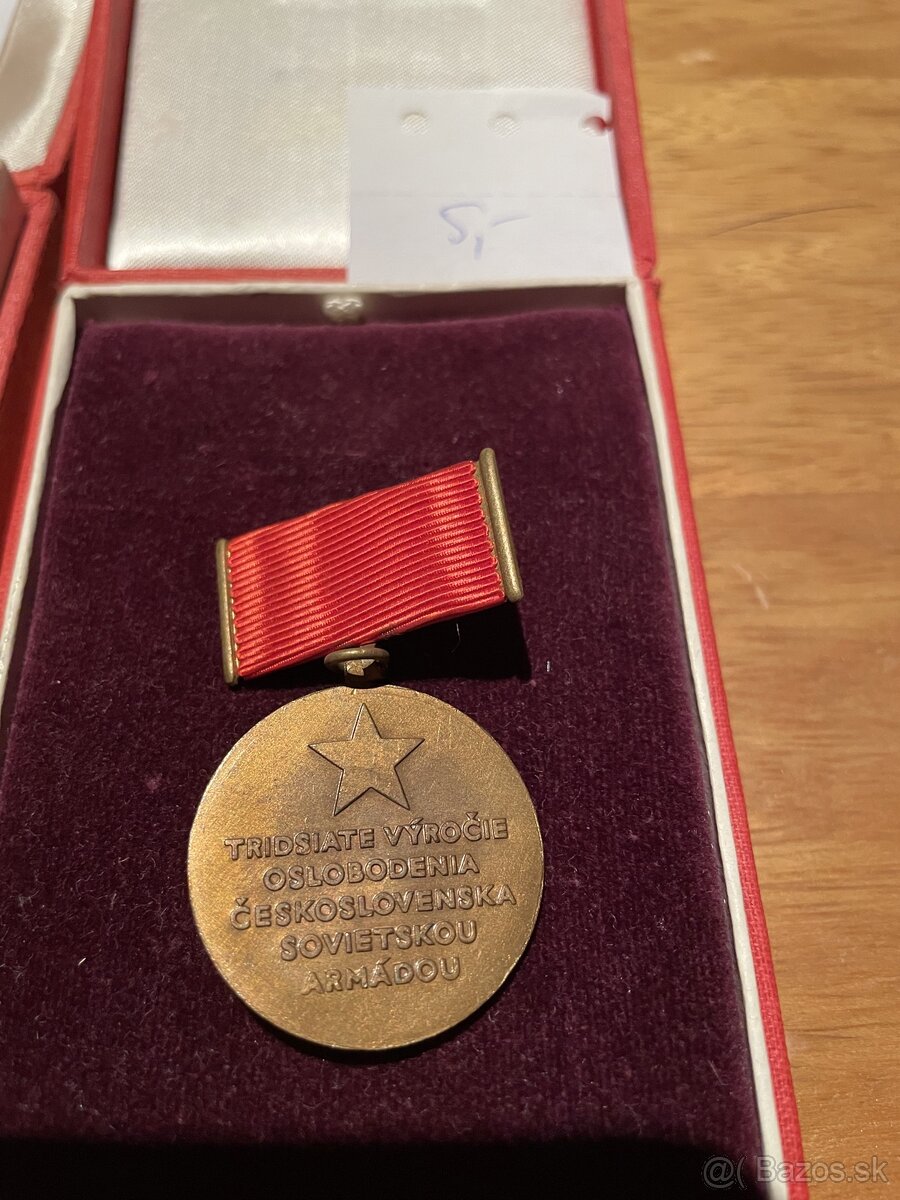 5,-
TRIDSIATE VÝROČIE
OSLOBODENIA
ČESKOSLOVENSKA
SOVIETSKOU
ARMÁDOU
@( Bazos.sk